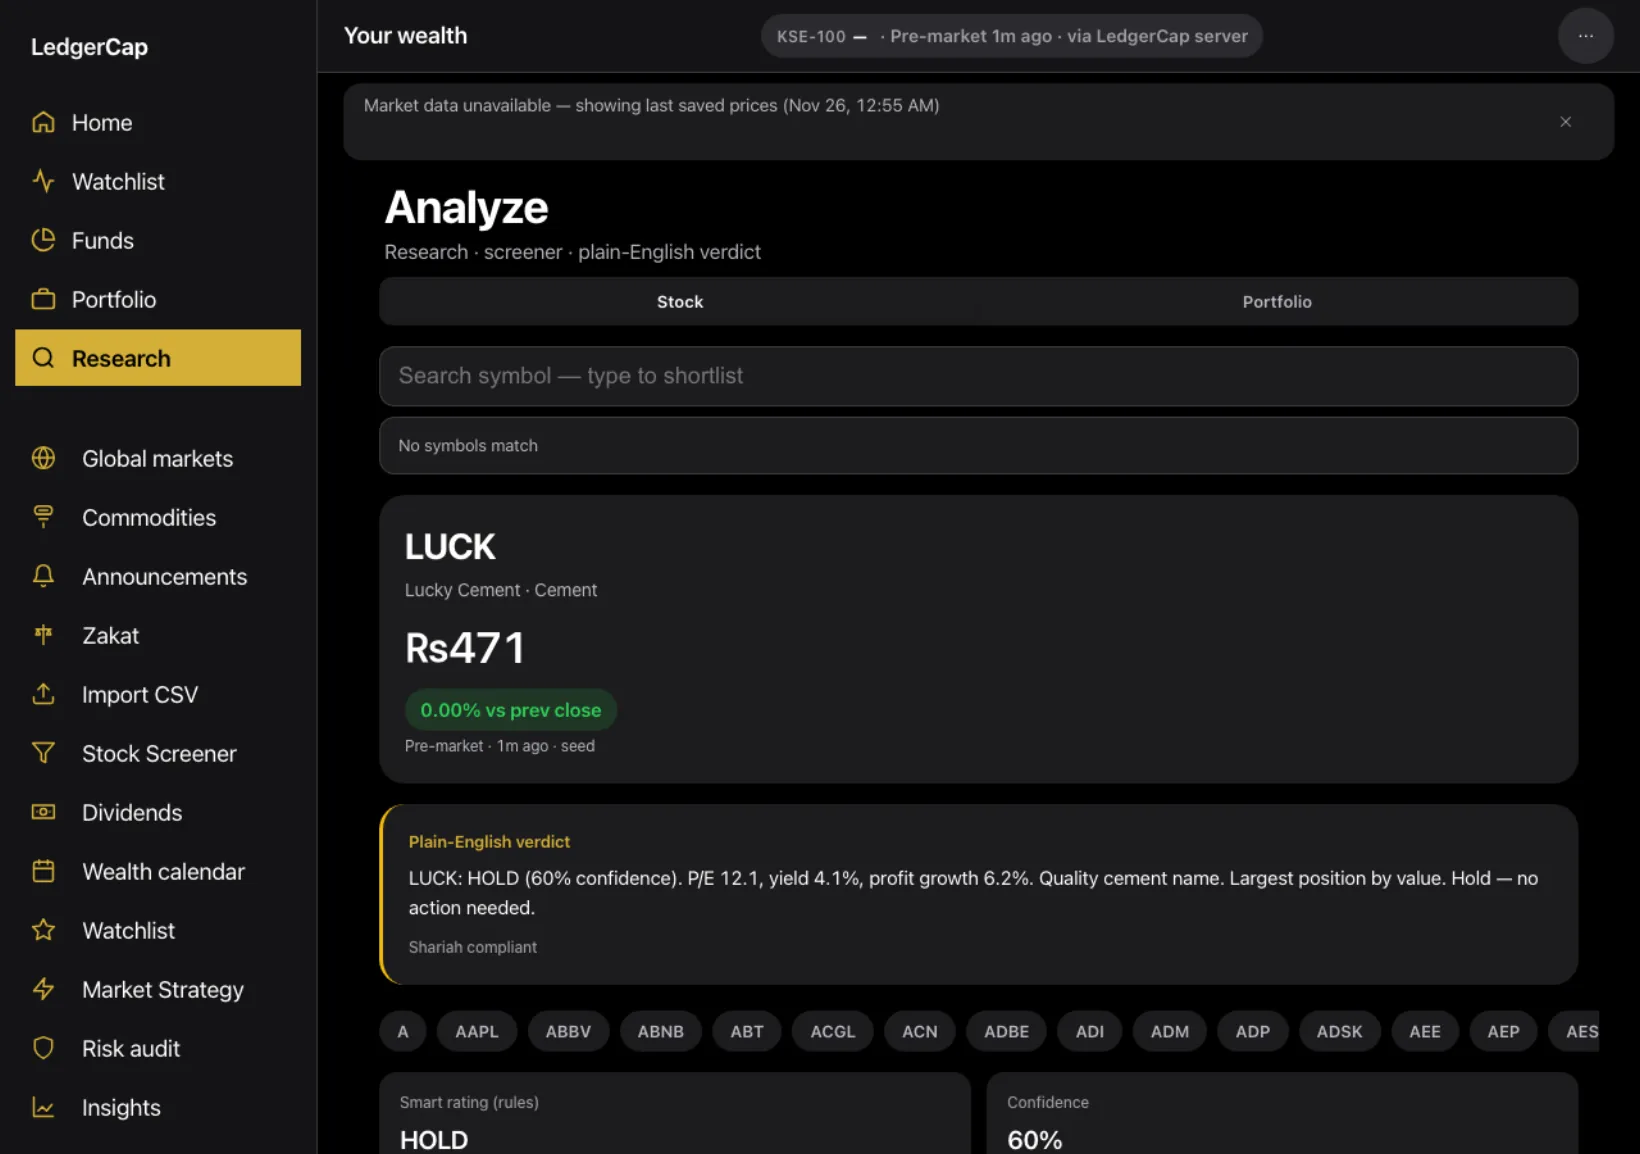 LedgerCap
Home
Watchlist
Funds
Portfolio
Research
Global markets
Commodities
Announcements
Zakat
Import CSV
Stock Screener
Dividends
Wealth calendar
Watchlist
Market Strategy
Risk audit
Insights
Your wealth
KSE-100 — · Pre-market 1m ago · via LedgerCap server
...
Market data unavailable — showing last saved prices (Nov 26, 12:55 AM)
×
Analyze
Research · screener · plain-English verdict
Stock Portfolio
Search symbol — type to shortlist
No symbols match
LUCK
Lucky Cement · Cement
₨471
0.00% vs prev close
Pre-market · 1m ago · seed
Plain-English verdict
LUCK: HOLD (60% confidence). P/E 12.1, yield 4.1%, profit growth 6.2%. Quality cement name. Largest position by value. Hold — no
action needed.
Shariah compliant
A AAPL ABBV ABNB ABT ACGL ACN ADBE ADI ADM ADP ADSK AEE AEP AES
Smart rating (rules) Confidence
HOLD 60%